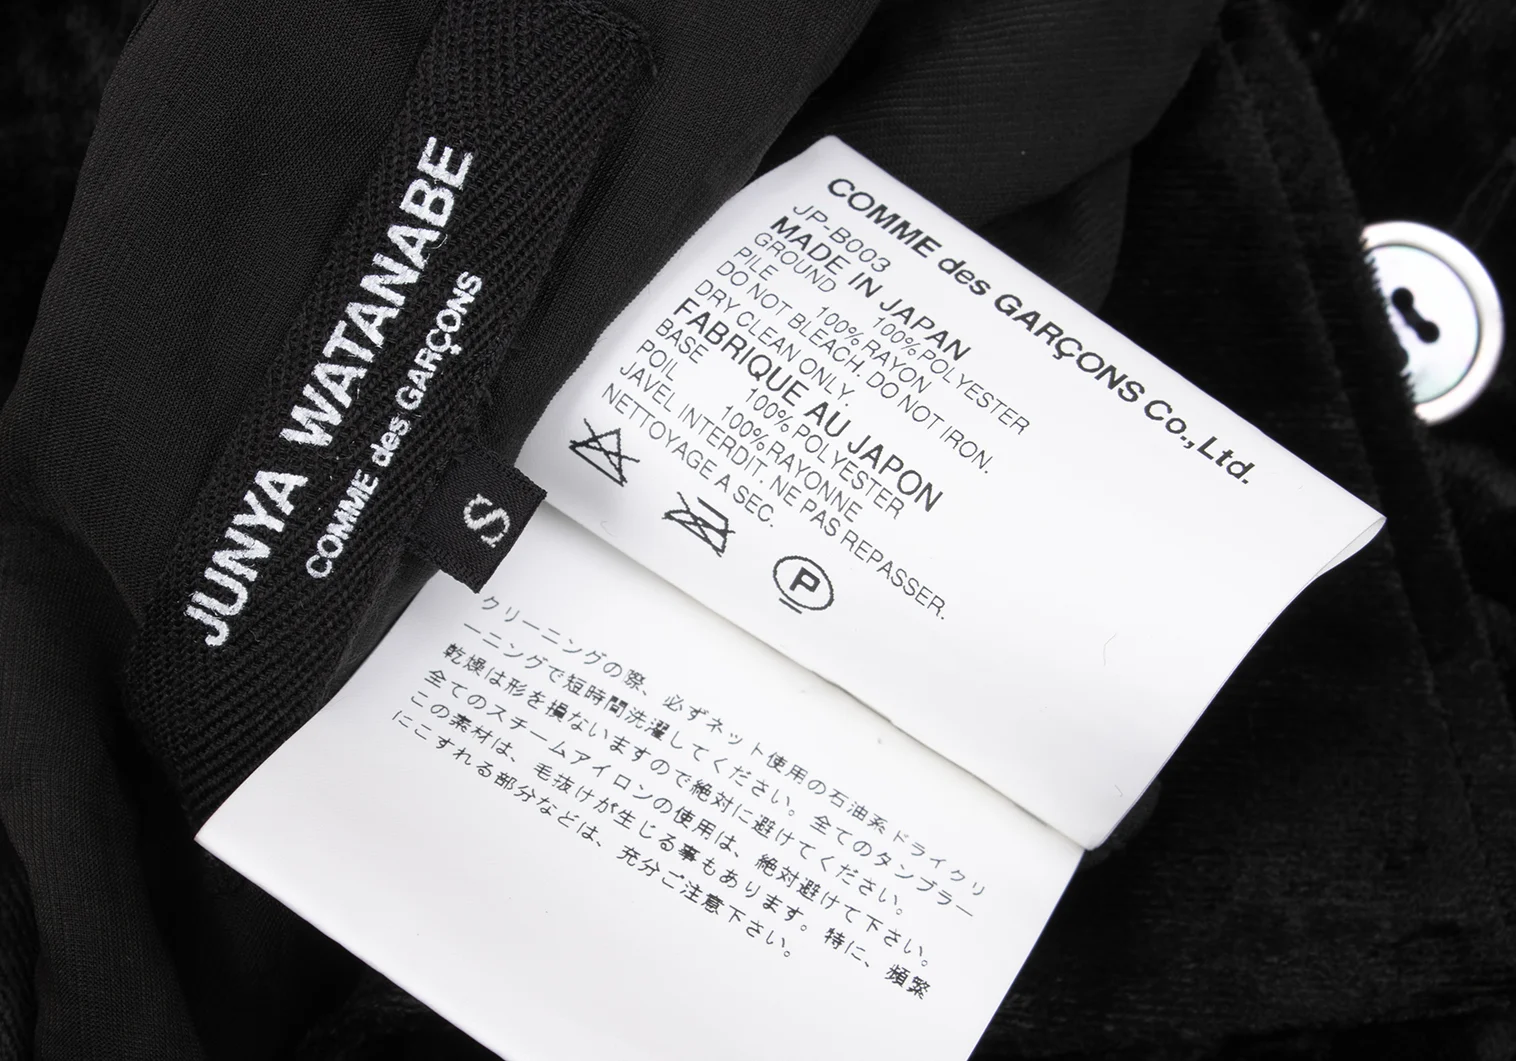 JUNYA WATANABE
COMME des GARÇONS
S
COMME des GARÇONS Co.,Ltd.
JP-B003
MADE IN JAPAN
GROUND 100%POLYESTER
PILE 100%RAYON
DO NOT BLEACH. DO NOT IRON.
DRY CLEAN ONLY.
FABRIQUE AU JAPON
BASE 100% POLYESTER
POIL 100%RAYONNE
JAVEL INTERDIT. NE PAS REPASSER.
NETTOYAGE A SEC.
P
クリーニングの際、必ずネット使用の石油系ドライクリ
ーニングで短時間洗濯してください。全てのタンブラー
乾燥は形を損ないますので絶対に避けてください。
全てのスチームアイロンの使用は、絶対避けて下さい。
この素材は、毛抜けが生じる事もあります。特に、頻繁
にこすれる部分などは、充分ご注意下さい。